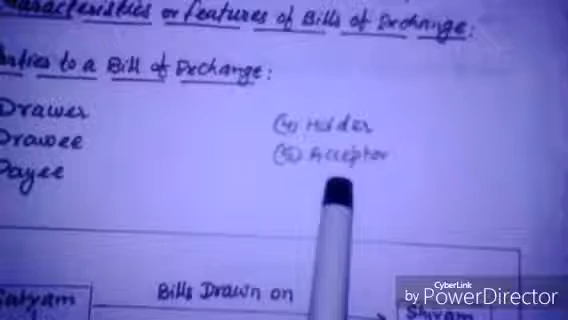 Characteristics or Features of Bills of Exchange:
Parties to a Bill of Exchange:
Drawer
Drawee
Payee
(4) Holder
(5) Acceptor
Satyam
Bills Drawn on
Shivam
CyberLink
by PowerDirector